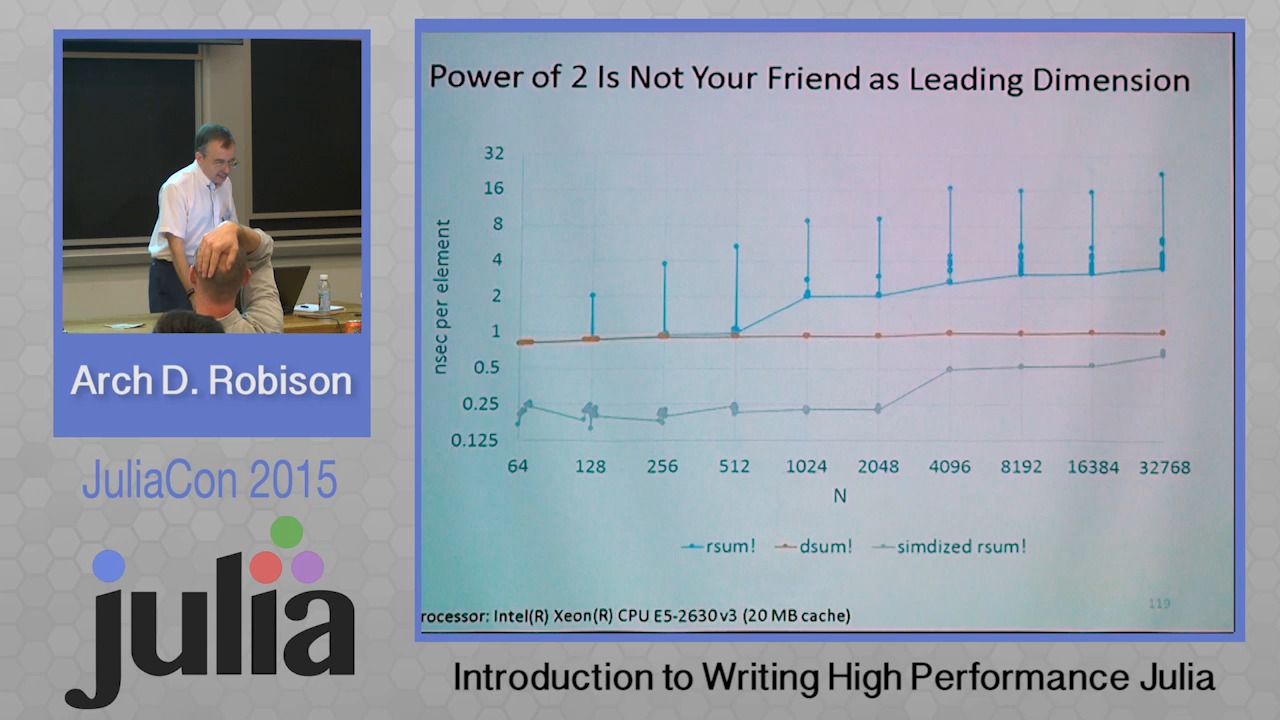 Power of 2 Is Not Your Friend as Leading Dimension
32
16
8
4
2
1
0.5
0.25
0.125
nsec per element
64 128 256 512 1024 2048 4096 8192 16384 32768
N
rsum! dsum! simdized rsum!
119
rocessor: Intel(R) Xeon(R) CPU E5-2630 v3 (20 MB cache)
Arch D. Robison
JuliaCon 2015
julia
Introduction to Writing High Performance Julia